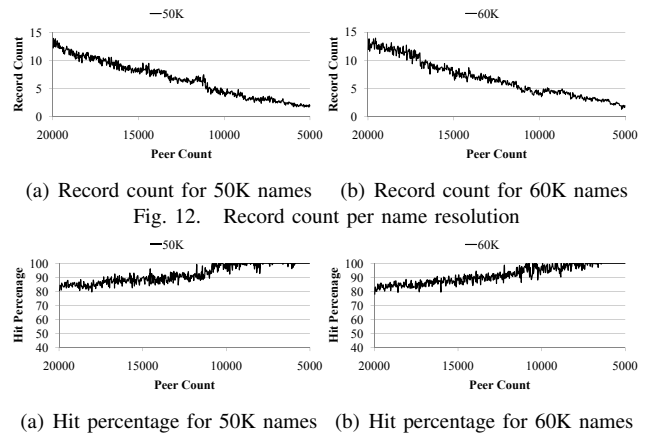 50K
60K
Record Count
15
10
5
0
20000 15000 10000 5000
Peer Count
Record Count
15
10
5
0
20000 15000 10000 5000
Peer Count
(a) Record count for 50K names (b) Record count for 60K names
Fig. 12. Record count per name resolution
50K
60K
Hit Percenage
100
90
80
70
60
50
40
20000 15000 10000 5000
Peer Count
Hit Percenage
100
90
80
70
60
50
40
20000 15000 10000 5000
Peer Count
(a) Hit percentage for 50K names (b) Hit percentage for 60K names